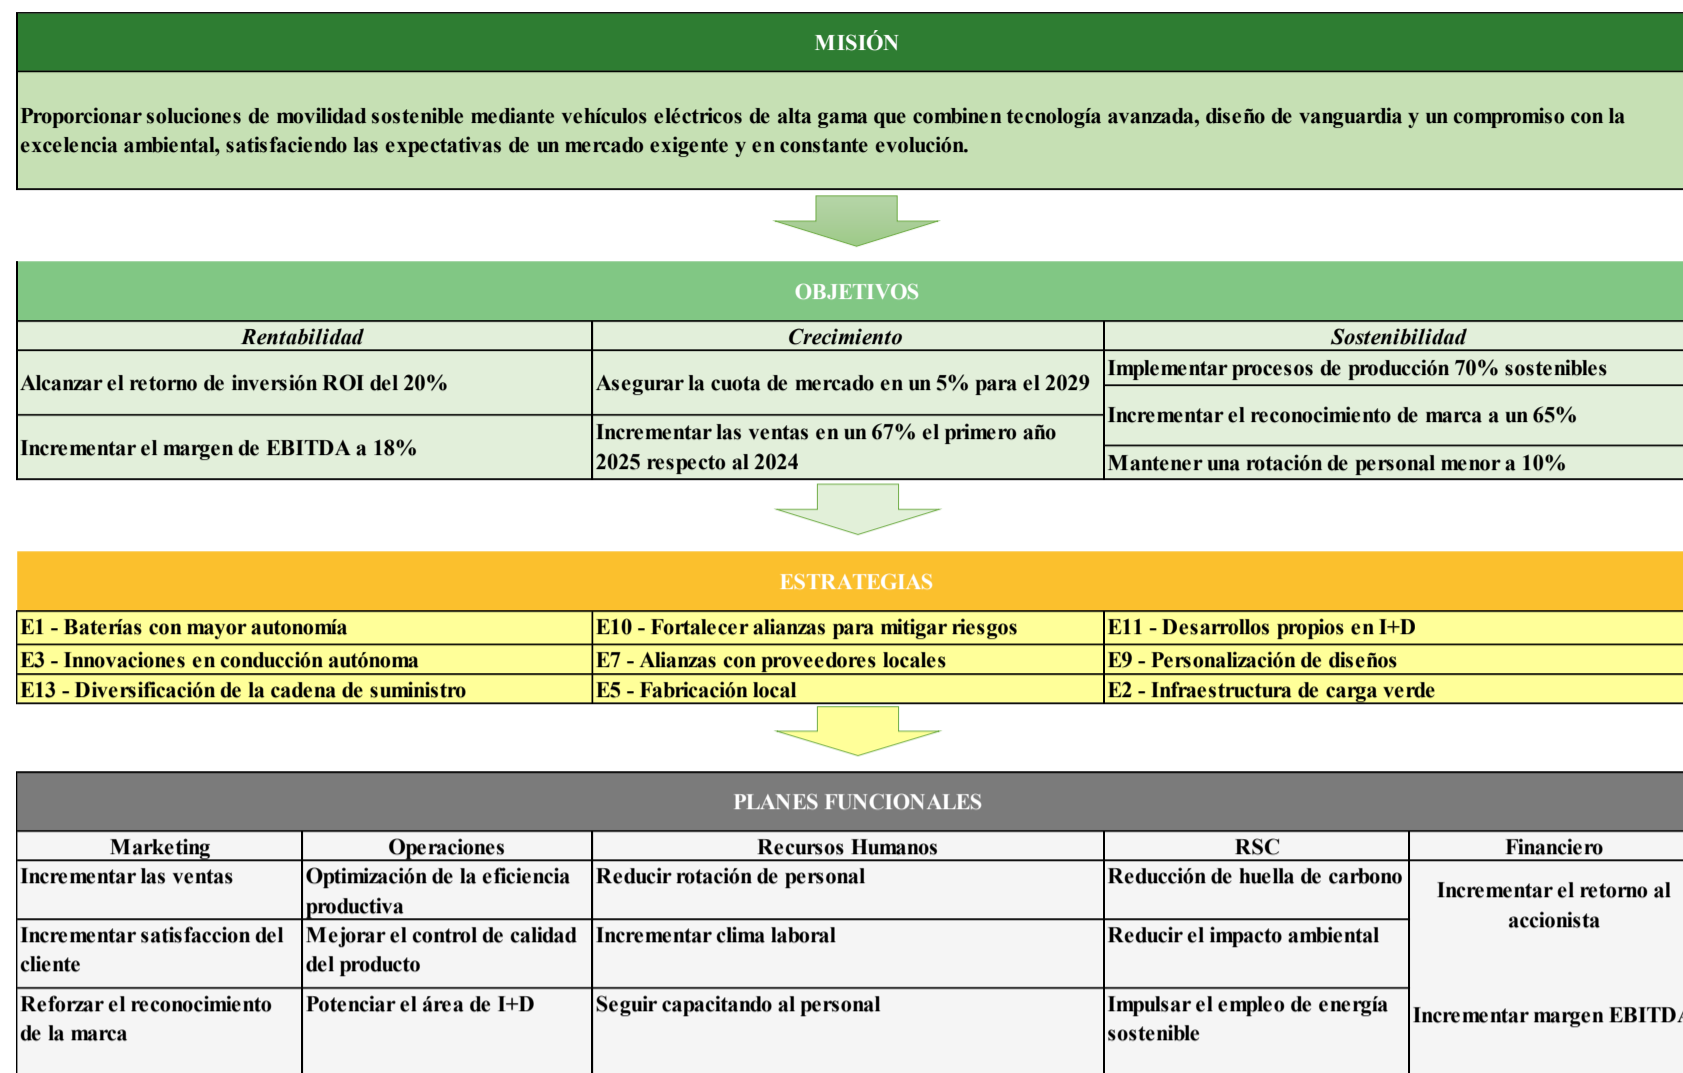 MISIÓN
Proporcionar soluciones de movilidad sostenible mediante vehículos eléctricos de alta gama que combinen tecnología avanzada, diseño de vanguardia y un compromiso con la
excelencia ambiental, satisfaciendo las expectativas de un mercado exigente y en constante evolución.
OBJETIVOS
Rentabilidad
Crecimiento
Sostenibilidad
Alcanzar el retorno de inversión ROI del 20%
Asegurar la cuota de mercado en un 5% para el 2029
Implementar procesos de producción 70% sostenibles
Incrementar el reconocimiento de marca a un 65%
Incrementar el margen de EBITDA a 18%
Incrementar las ventas en un 67% el primero año
2025 respecto al 2024
Mantener una rotación de personal menor a 10%
ESTRATEGIAS
E1 - Baterías con mayor autonomía
E10 - Fortalecer alianzas para mitigar riesgos
E11 - Desarrollos propios en I+D
E3 - Innovaciones en conducción autónoma
E7 - Alianzas con proveedores locales
E9 - Personalización de diseños
E13 - Diversificación de la cadena de suministro
E5 - Fabricación local
E2 - Infraestructura de carga verde
PLANES FUNCIONALES
Marketing
Operaciones
Recursos Humanos
RSC
Financiero
Incrementar las ventas
Optimización de la eficiencia
productiva
Reducir rotación de personal
Reducción de huella de carbono
Incrementar el retorno al
accionista
Incrementar satisfaccion del
cliente
Mejorar el control de calidad
del producto
Incrementar clima laboral
Reducir el impacto ambiental
Reforzar el reconocimiento
de la marca
Potenciar el área de I+D
Seguir capacitando al personal
Impulsar el empleo de energía
sostenible
Incrementar margen EBITDA